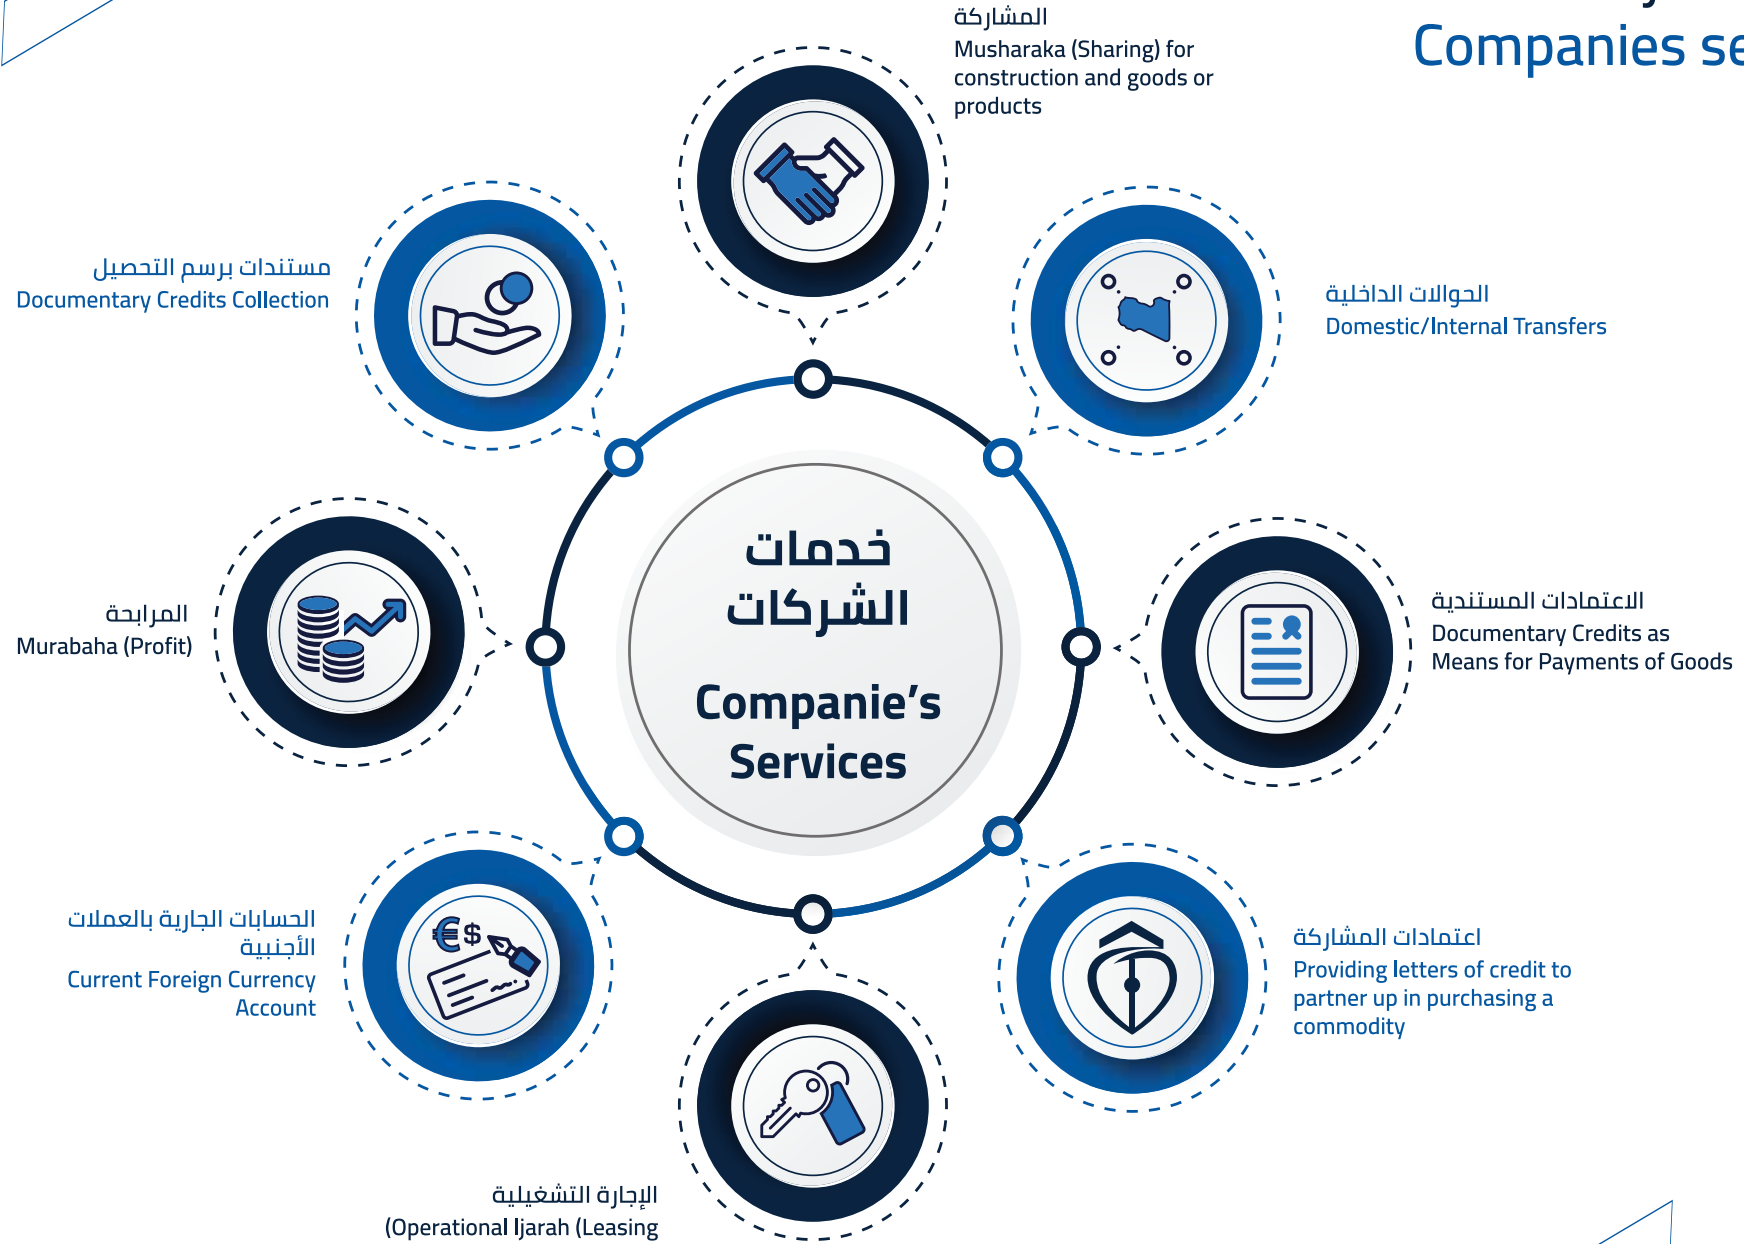 Companies se
المشاركة
Musharaka (Sharing) for
construction and goods or
products
الحوالات الداخلية
Domestic/Internal Transfers
الاعتمادات المستندية
Documentary Credits as
Means for Payments of Goods
اعتمادات المشاركة
Providing letters of credit to
partner up in purchasing a
commodity
الإجارة التشغيلية
(Operational Ijarah (Leasing
الحسابات الجارية بالعملات
الأجنبية
Current Foreign Currency
Account
المرابحة
Murabaha (Profit)
مستندات برسم التحصيل
Documentary Credits Collection
خدمات
الشركات
Companie's
Services
€$